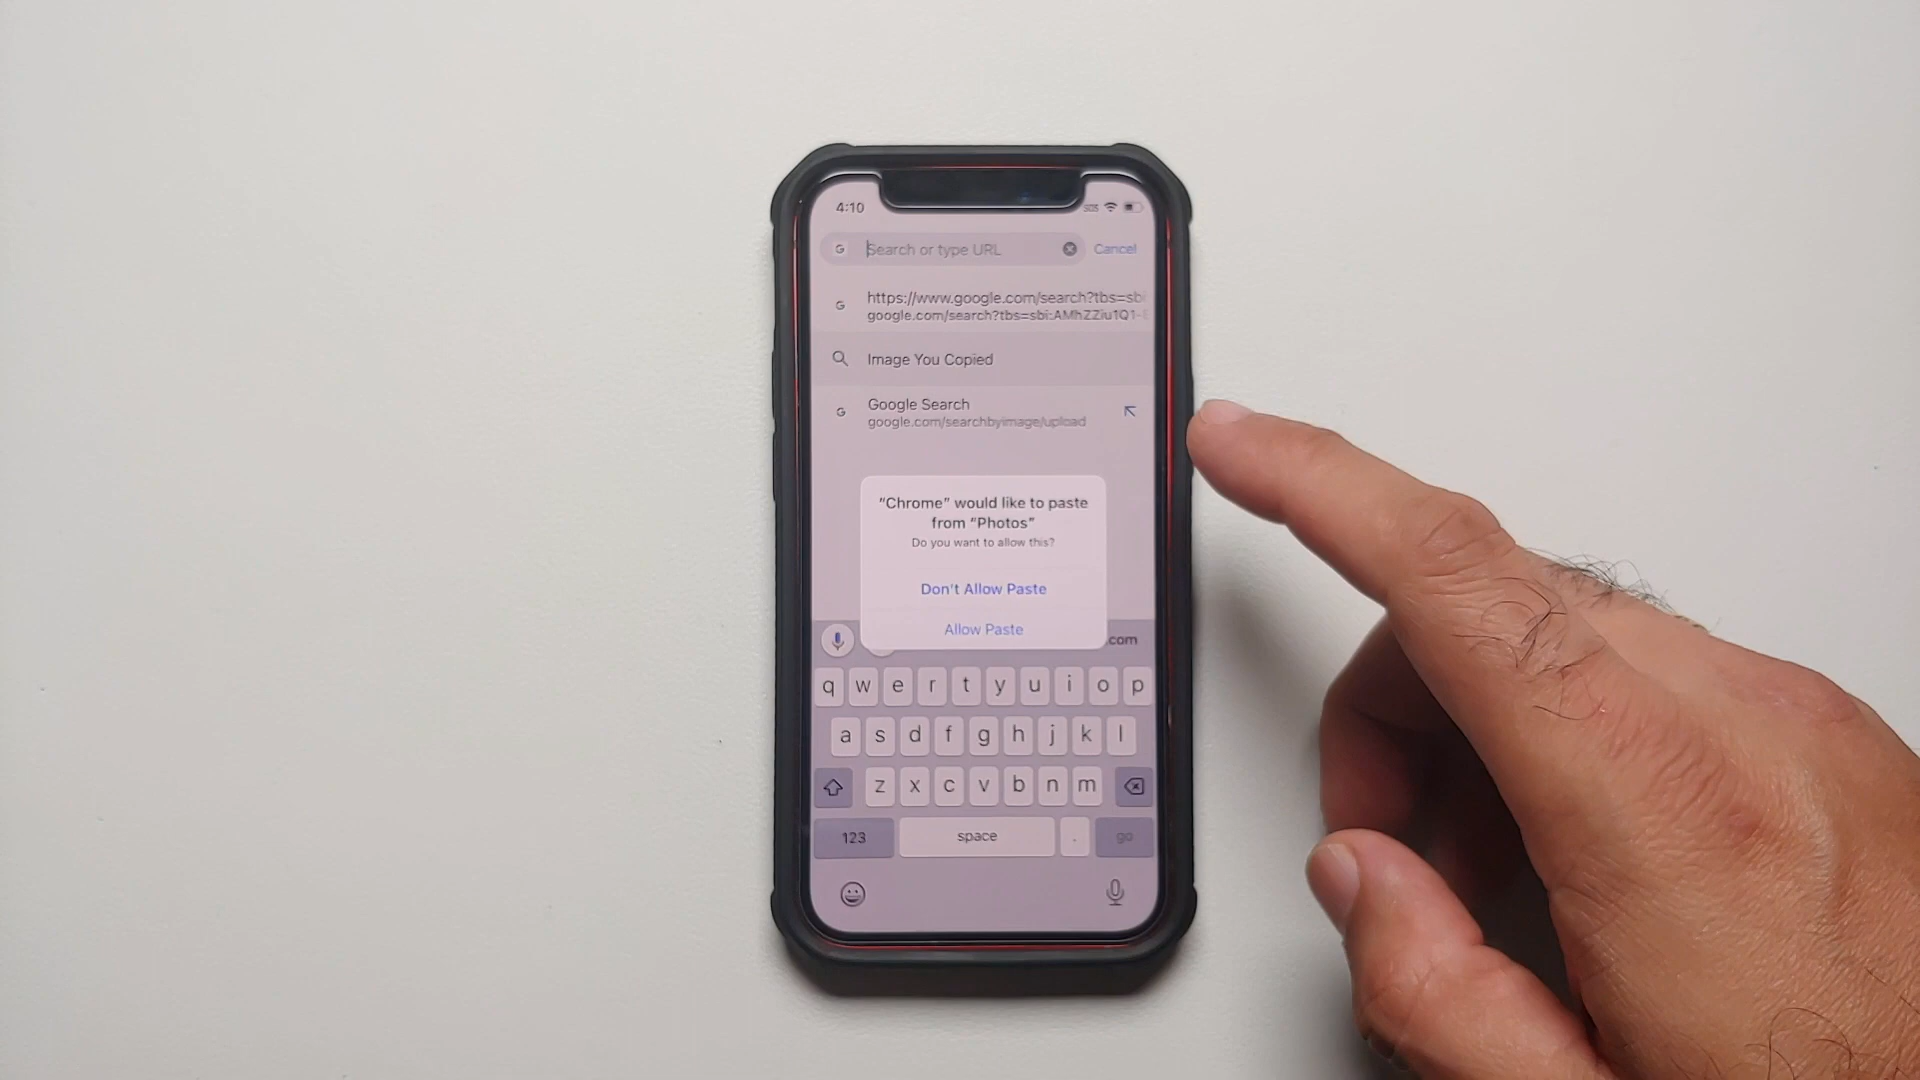 4:10 SOS
G Search or type URL Cancel
https://www.google.com/search?tbs=sbi
G
google.com/search?tbs=sbi:AMhZZiu1Q1-
Image You Copied
Google Search
G
google.com/searchbyimage/upload
"Chrome" would like to paste
from "Photos"
Do you want to allow this?
Don't Allow Paste
Allow Paste
.com
q w e r t y u i o p
a s d f g h j k l
z x c v b n m
123 space . go